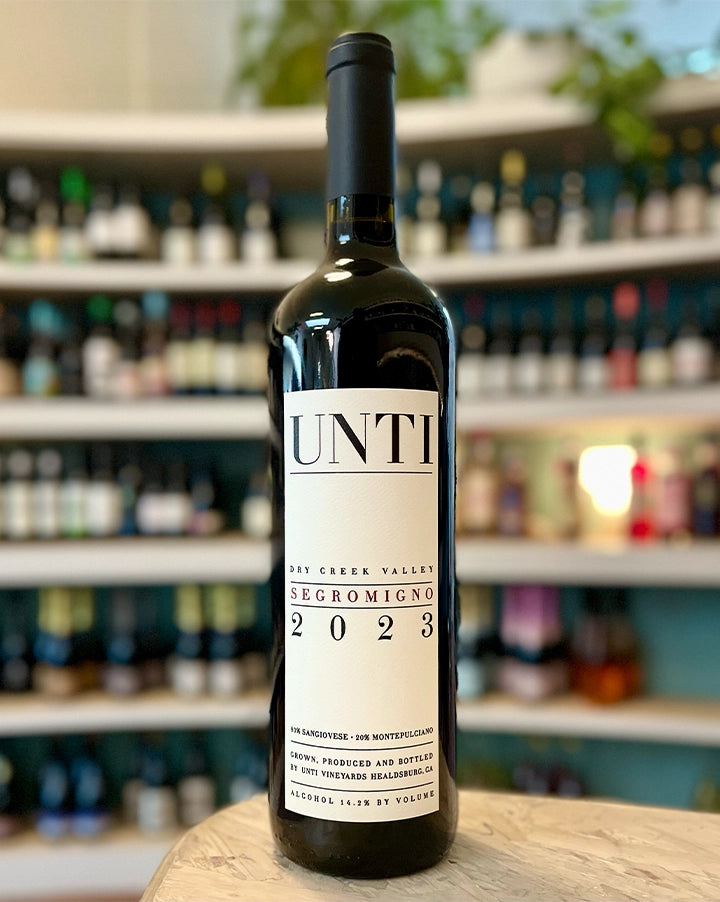 UNTI
DRY CREEK VALLEY
SEGROMIGNO
2023
80% SANGIOVESE • 20% MONTEPULCIANO
GROWN, PRODUCED AND BOTTLED
BY UNTI VINEYARDS HEALDSBURG, CA
ALCOHOL 14.2% BY VOLUME